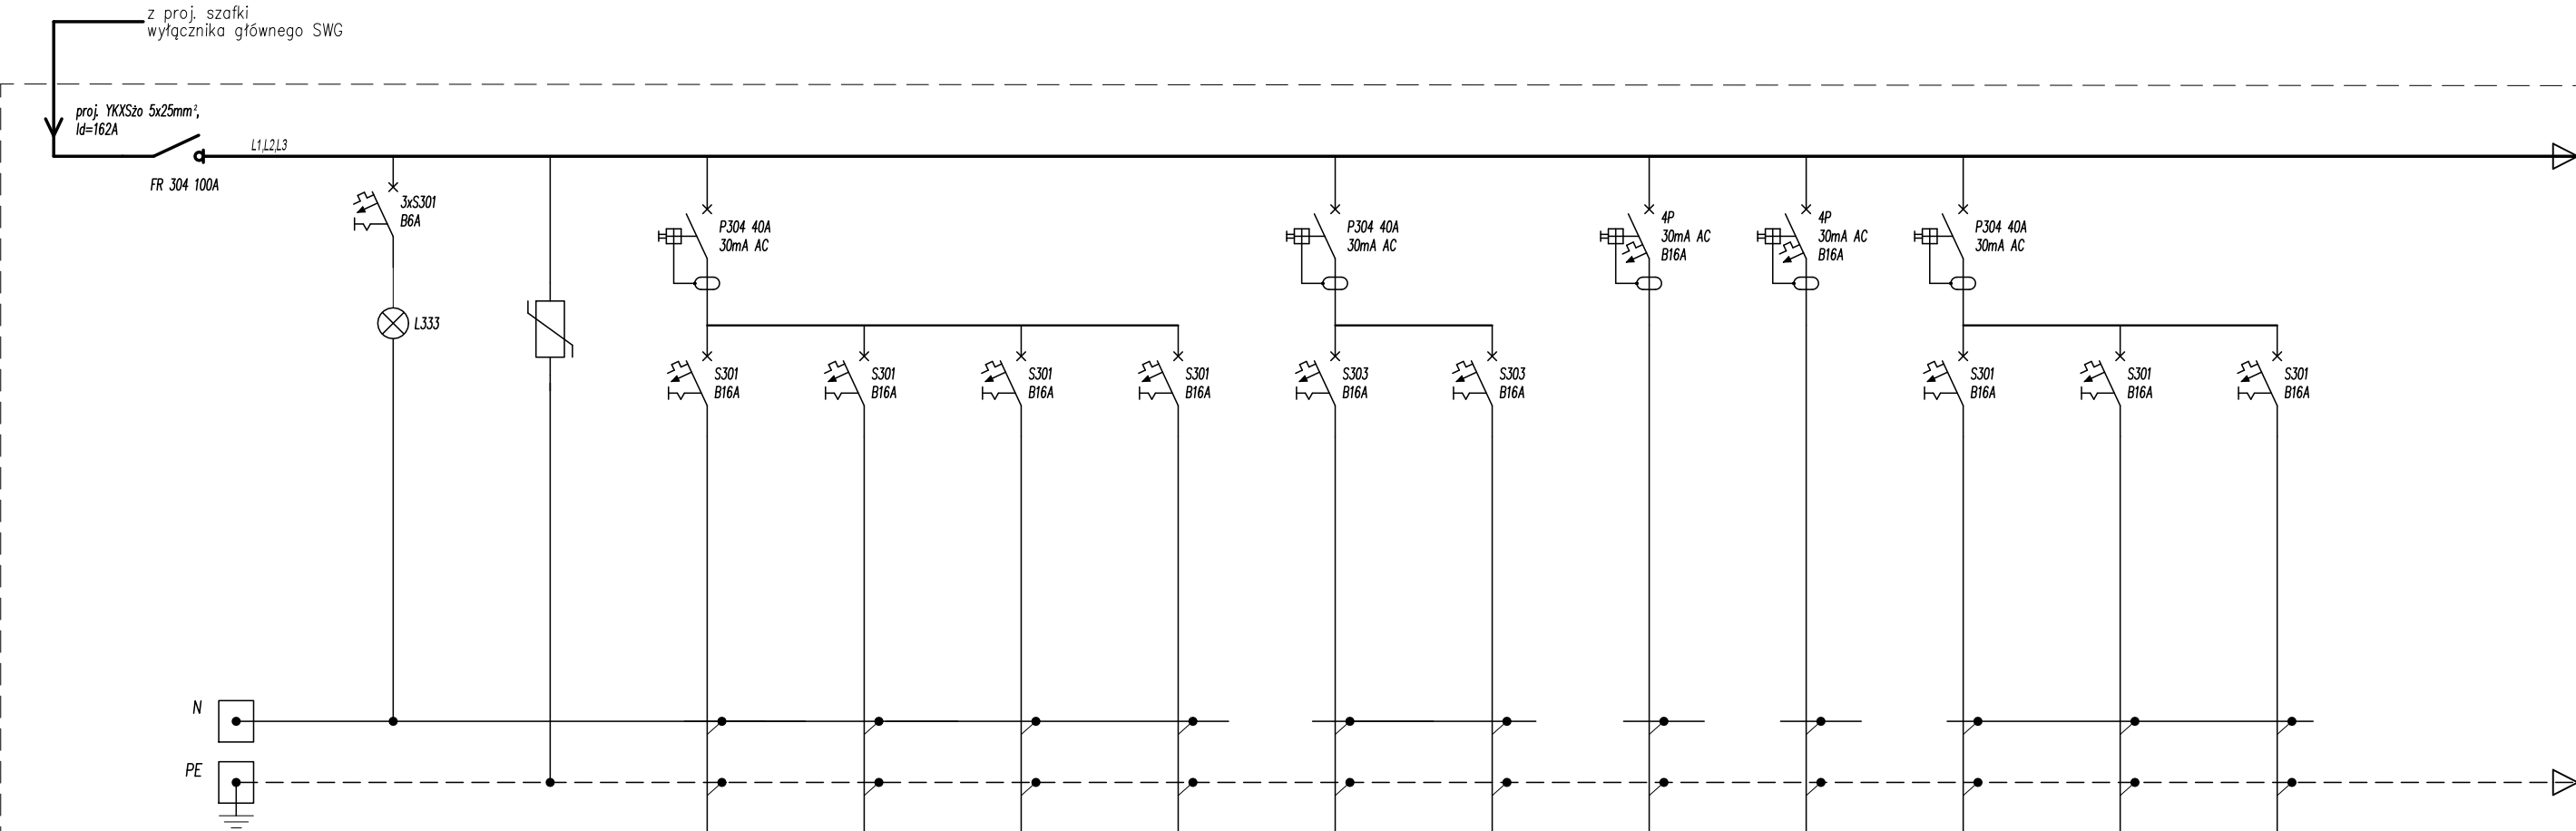 z proj. szafki
wyłącznika głównego SWG
proj. YKXSżo 5x25mm²,
Id=162A
L1,L2,L3
FR 304 100A
3xS301
B6A
L333
P304 40A
30mA AC
P304 40A
30mA AC
4P
30mA AC
B16A
4P
30mA AC
B16A
P304 40A
30mA AC
S301
B16A
S301
B16A
S301
B16A
S301
B16A
S303
B16A
S303
B16A
S301
B16A
S301
B16A
S301
B16A
N
PE